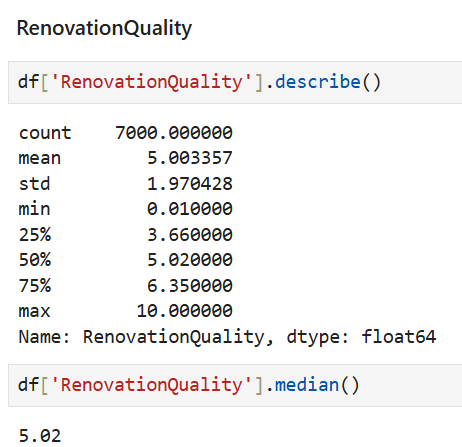 RenovationQuality
df['RenovationQuality'].describe()
count    7000.000000
mean        5.003357
std         1.970428
min         0.010000
25%         3.660000
50%         5.020000
75%         6.350000
max        10.000000
Name: RenovationQuality, dtype: float64
df['RenovationQuality'].median()
5.02